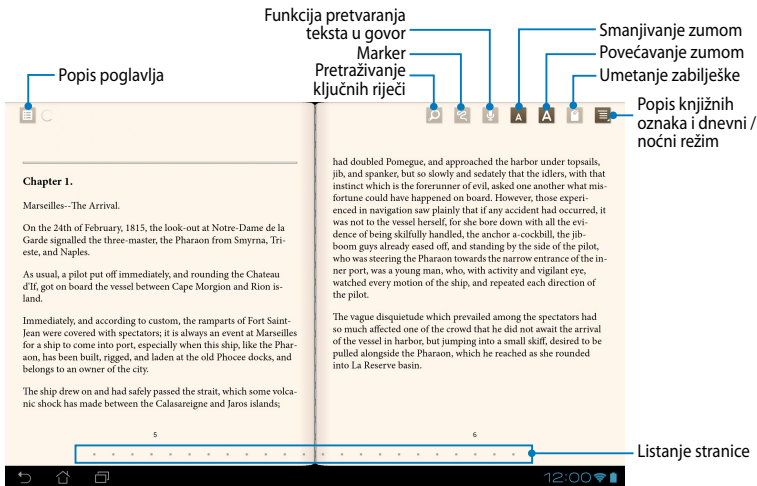 Funkcija pretvaranja
teksta u govor
Marker
Pretraživanje
ključnih riječi
Popis poglavlja
Smanjivanje zumom
Povećavanje zumom
Umetanje zabilješke
Popis knjižnih
oznaka i dnevni /
noćni režim
A
A
Chapter 1.
Marseilles--The Arrival.
On the 24th of February, 1815, the look-out at Notre-Dame de la
Garde signalled the three-master, the Pharaon from Smyrna, Tri-
este, and Naples.
As usual, a pilot put off immediately, and rounding the Chateau
d'If, got on board the vessel between Cape Morgion and Rion is-
land.
Immediately, and according to custom, the ramparts of Fort Saint-
Jean were covered with spectators; it is always an event at Marseilles
for a ship to come into port, especially when this ship, like the Phar-
aon, has been built, rigged, and laden at the old Phocee docks, and
belongs to an owner of the city.
The ship drew on and had safely passed the strait, which some volca-
nic shock has made between the Calasareigne and Jaros islands;
5
had doubled Pomegue, and approached the harbor under topsails,
jib, and spanker, but so slowly and sedately that the idlers, with that
instinct which is the forerunner of evil, asked one another what mis-
fortune could have happened on board. However, those experi-
enced in navigation saw plainly that if any accident had occurred, it
was not to the vessel herself, for she bore down with all the evi-
dence of being skilfully handled, the anchor a-cockbill, the jib-
boom guys already eased off, and standing by the side of the pilot,
who was steering the Pharaon towards the narrow entrance of the in-
ner port, was a young man, who, with activity and vigilant eye,
watched every motion of the ship, and repeated each direction of
the pilot.
The vague disquietude which prevailed among the spectators had
so much affected one of the crowd that he did not await the arrival
of the vessel in harbor, but jumping into a small skiff, desired to be
pulled alongside the Pharaon, which he reached as she rounded
into La Reserve basin.
6
Listanje stranice
12:00